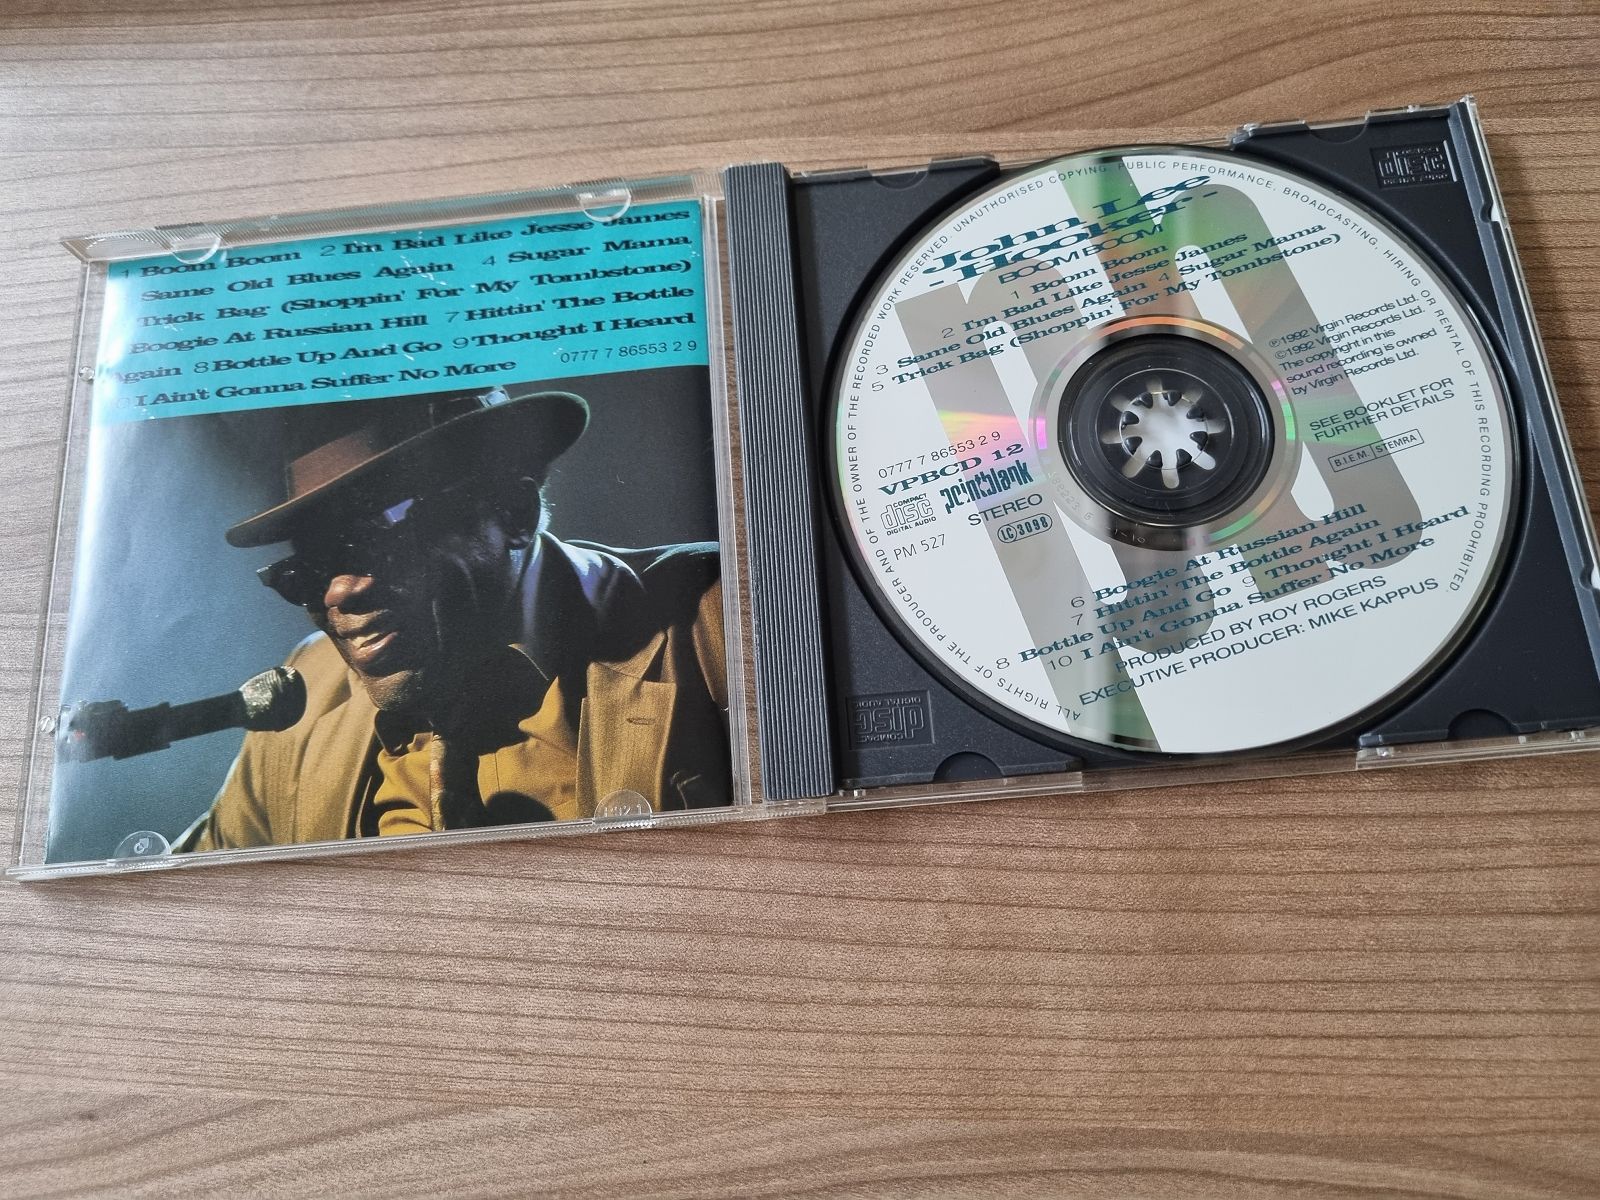 1 Boom Boom 2 I'm Bad Like Jesse James
Same Old Blues Again 4 Sugar Mama
Trick Bag (Shoppin' For My Tombstone)
Boogie At Russian Hill 7 Hittin' The Bottle
Again 8 Bottle Up And Go 9 Thought I Heard
I Ain't Gonna Suffer No More
0777 7 86553 2 9
John Lee
- Hooker -
BOOM BOOM
1 Boom Boom
2 I'm Bad Like Jesse James
3 Same Old Blues Again 4 Sugar Mama
5 Trick Bag (Shoppin' For My Tombstone)
℗1992 Virgin Records Ltd.
©1992 Virgin Records Ltd.
The copyright in this
sound recording is owned
by Virgin Records Ltd.
SEE BOOKLET FOR
FURTHER DETAILS
B.I.E.M. STEMRA
0777 7 86553 2 9
VPBCD 12
COMPACT
disc
DIGITAL AUDIO
pointblank
STEREO
LC 3098
PM 527
6 Boogie At Russian Hill
7 Hittin' The Bottle Again
8 Bottle Up And Go 9 Thought I Heard
10 I Ain't Gonna Suffer No More
PRODUCED BY ROY ROGERS
EXECUTIVE PRODUCER: MIKE KAPPUS
ALL RIGHTS OF THE PRODUCER AND OF THE OWNER OF THE RECORDED WORK RESERVED. UNAUTHORISED COPYING, PUBLIC PERFORMANCE, BROADCASTING, HIRING OR RENTAL OF THIS RECORDING PROHIBITED.
COMPACT
disc
DIGITAL AUDIO
COMPACT
disc
DIGITAL AUDIO